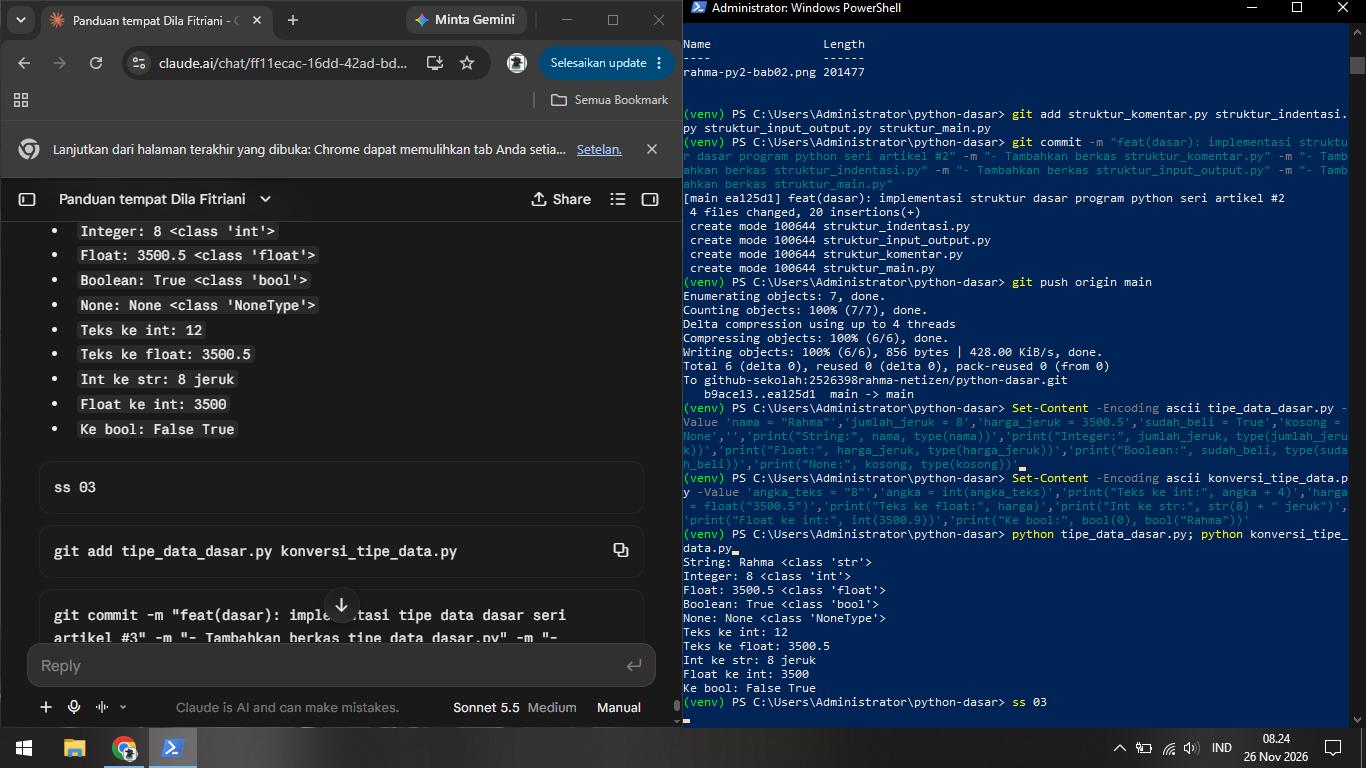 Panduan tempat Dila Fitriani - C
Minta Gemini
claude.ai/chat/ff11ecac-16dd-42ad-bd...
Selesaikan update
Semua Bookmark
Lanjutkan dari halaman terakhir yang dibuka: Chrome dapat memulihkan tab Anda setia... Setelan.
Panduan tempat Dila Fitriani
Share
Integer: 8 <class 'int'>
Float: 3500.5 <class 'float'>
Boolean: True <class 'bool'>
None: None <class 'NoneType'>
Teks ke int: 12
Teks ke float: 3500.5
Int ke str: 8 jeruk
Float ke int: 3500
Ke bool: False True
ss 03
git add tipe_data_dasar.py konversi_tipe_data.py
git commit -m "feat(dasar): implementasi tipe data dasar seri
artikel #3" -m "- Tambahkan berkas tipe_data_dasar.py" -m "-
Reply
Claude is AI and can make mistakes.
Sonnet 5.5 Medium
Manual
Administrator: Windows PowerShell
Name Length
---- ------
rahma-py2-bab02.png 201477
(venv) PS C:\Users\Administrator\python-dasar> git add struktur_komentar.py struktur_indentasi.
py struktur_input_output.py struktur_main.py
(venv) PS C:\Users\Administrator\python-dasar> git commit -m "feat(dasar): implementasi struktu
r dasar program python seri artikel #2" -m "- Tambahkan berkas struktur_komentar.py" -m "- Tamb
ahkan berkas struktur_indentasi.py" -m "- Tambahkan berkas struktur_input_output.py" -m "- Tamb
ahkan berkas struktur_main.py"
[main ea125d1] feat(dasar): implementasi struktur dasar program python seri artikel #2
4 files changed, 20 insertions(+)
create mode 100644 struktur_indentasi.py
create mode 100644 struktur_input_output.py
create mode 100644 struktur_komentar.py
create mode 100644 struktur_main.py
(venv) PS C:\Users\Administrator\python-dasar> git push origin main
Enumerating objects: 7, done.
Counting objects: 100% (7/7), done.
Delta compression using up to 4 threads
Compressing objects: 100% (6/6), done.
Writing objects: 100% (6/6), 856 bytes | 428.00 KiB/s, done.
Total 6 (delta 0), reused 0 (delta 0), pack-reused 0 (from 0)
To github-sekolah:2526398rahma-netizen/python-dasar.git
b9ace13..ea125d1 main -> main
(venv) PS C:\Users\Administrator\python-dasar> Set-Content -Encoding ascii tipe_data_dasar.py -
Value 'nama = "Rahma"','jumlah_jeruk = 8','harga_jeruk = 3500.5','sudah_beli = True','kosong =
None','','print("String:", nama, type(nama))','print("Integer:", jumlah_jeruk, type(jumlah_jeru
k))','print("Float:", harga_jeruk, type(harga_jeruk))','print("Boolean:", sudah_beli, type(suda
h_beli))','print("None:", kosong, type(kosong))'
(venv) PS C:\Users\Administrator\python-dasar> Set-Content -Encoding ascii konversi_tipe_data.p
y -Value 'angka_teks = "8"','angka = int(angka_teks)','print("Teks ke int:", angka + 4)','harga
= float("3500.5")','print("Teks ke float:", harga)','print("Int ke str:", str(8) + " jeruk")',
'print("Float ke int:", int(3500.9))','print("Ke bool:", bool(0), bool("Rahma"))'
(venv) PS C:\Users\Administrator\python-dasar> python tipe_data_dasar.py; python konversi_tipe_
data.py
String: Rahma <class 'str'>
Integer: 8 <class 'int'>
Float: 3500.5 <class 'float'>
Boolean: True <class 'bool'>
None: None <class 'NoneType'>
Teks ke int: 12
Teks ke float: 3500.5
Int ke str: 8 jeruk
Float ke int: 3500
Ke bool: False True
(venv) PS C:\Users\Administrator\python-dasar> ss 03
IND
08.24
26 Nov 2026